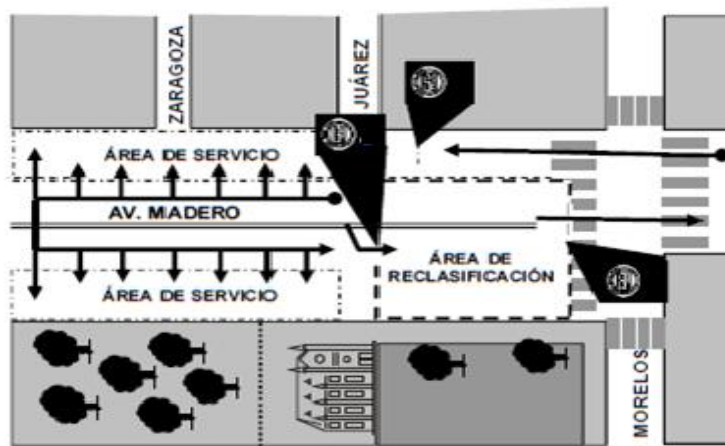 ZARAGOZA
JUÁREZ
ÁREA DE SERVICIO
AV. MADERO
ÁREA DE
RECLASIFICACIÓN
ÁREA DE SERVICIO
MORELOS